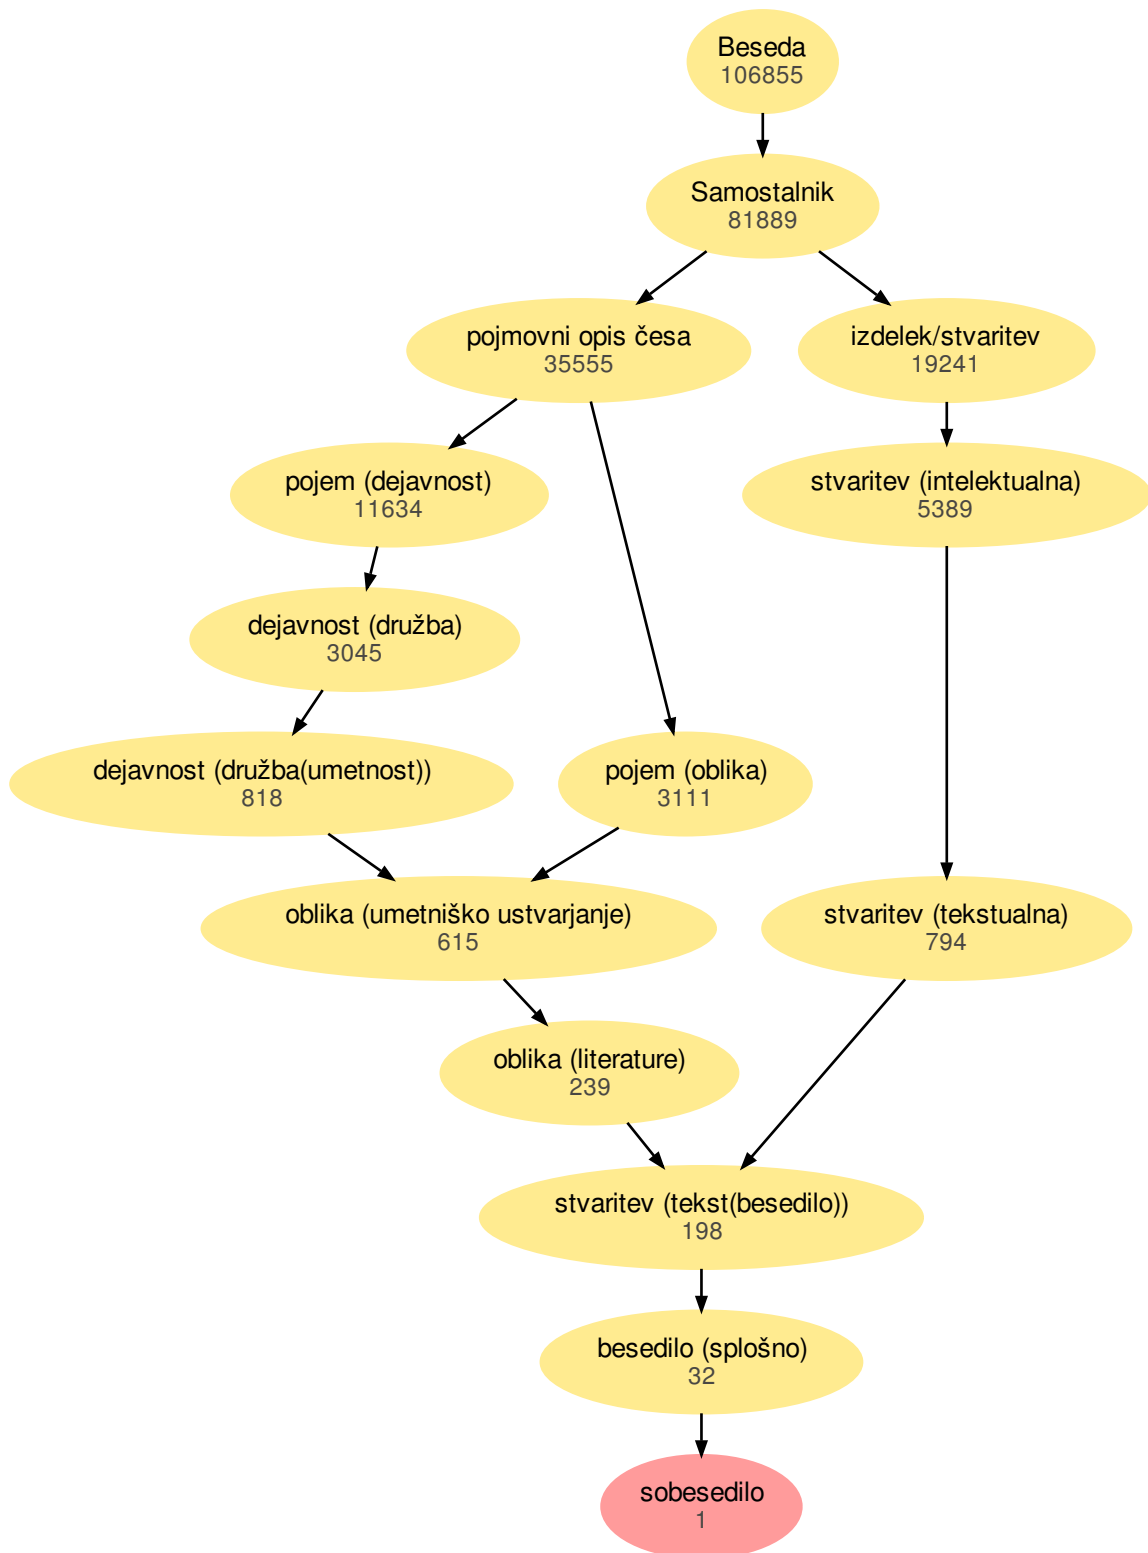 Beseda
106855
Samostalnik
81889
pojmovni opis česa
35555
izdelek/stvaritev
19241
pojem (dejavnost)
11634
stvaritev (intelektualna)
5389
dejavnost (družba)
3045
dejavnost (družba(umetnost))
818
pojem (oblika)
3111
oblika (umetniško ustvarjanje)
615
stvaritev (tekstualna)
794
oblika (literature)
239
stvaritev (tekst(besedilo))
198
besedilo (splošno)
32
sobesedilo
1